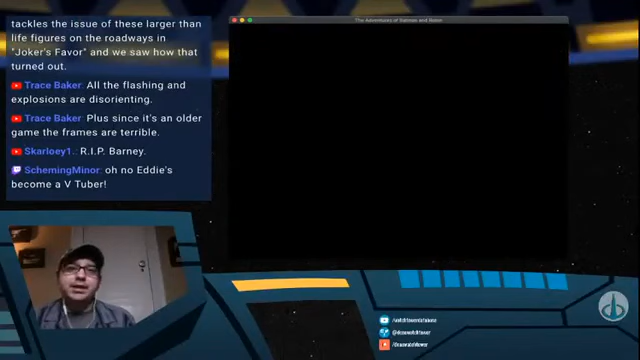 tackles the issue of these larger than
life figures on the roadways in
"Joker's Favor" and we saw how that
turned out.
Trace Baker: All the flashing and
explosions are disorienting.
Trace Baker: Plus since it's an older
game the frames are terrible.
Skarloey1.: R.I.P. Barney.
SchemingMinor: oh no Eddie's
become a V Tuber!
The Adventures of Batman and Robin